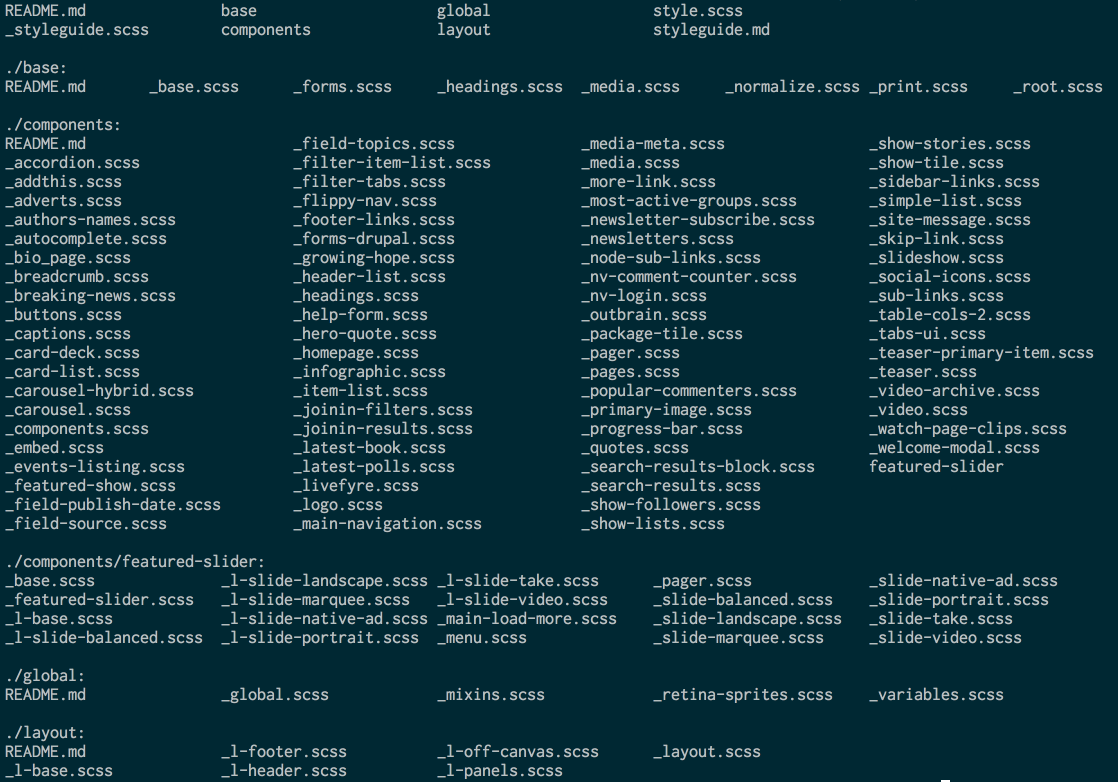 README.md base global style.scss
_styleguide.scss components layout styleguide.md
./base:
README.md _base.scss _forms.scss _headings.scss _media.scss _normalize.scss _print.scss _root.scss
./components:
README.md _field-topics.scss _media-meta.scss _show-stories.scss
_accordion.scss _filter-item-list.scss _media.scss _show-tile.scss
_addthis.scss _filter-tabs.scss _more-link.scss _sidebar-links.scss
_adverts.scss _flippy-nav.scss _most-active-groups.scss _simple-list.scss
_authors-names.scss _footer-links.scss _newsletter-subscribe.scss _site-message.scss
_autocomplete.scss _forms-drupal.scss _newsletters.scss _skip-link.scss
_bio_page.scss _growing-hope.scss _node-sub-links.scss _slideshow.scss
_breadcrumb.scss _header-list.scss _nv-comment-counter.scss _social-icons.scss
_breaking-news.scss _headings.scss _nv-login.scss _sub-links.scss
_buttons.scss _help-form.scss _outbrain.scss _table-cols-2.scss
_captions.scss _hero-quote.scss _package-tile.scss _tabs-ui.scss
_card-deck.scss _homepage.scss _pager.scss _teaser-primary-item.scss
_card-list.scss _infographic.scss _pages.scss _teaser.scss
_carousel-hybrid.scss _item-list.scss _popular-commenters.scss _video-archive.scss
_carousel.scss _joinin-filters.scss _primary-image.scss _video.scss
_components.scss _joinin-results.scss _progress-bar.scss _watch-page-clips.scss
_embed.scss _latest-book.scss _quotes.scss _welcome-modal.scss
_events-listing.scss _latest-polls.scss _search-results-block.scss featured-slider
_featured-show.scss _livefyre.scss _search-results.scss
_field-publish-date.scss _logo.scss _show-followers.scss
_field-source.scss _main-navigation.scss _show-lists.scss
./components/featured-slider:
_base.scss _l-slide-landscape.scss _l-slide-take.scss _pager.scss _slide-native-ad.scss
_featured-slider.scss _l-slide-marquee.scss _l-slide-video.scss _slide-balanced.scss _slide-portrait.scss
_l-base.scss _l-slide-native-ad.scss _main-load-more.scss _slide-landscape.scss _slide-take.scss
_l-slide-balanced.scss _l-slide-portrait.scss _menu.scss _slide-marquee.scss _slide-video.scss
./global:
README.md _global.scss _mixins.scss _retina-sprites.scss _variables.scss
./layout:
README.md _l-footer.scss _l-off-canvas.scss _layout.scss
_l-base.scss _l-header.scss _l-panels.scss